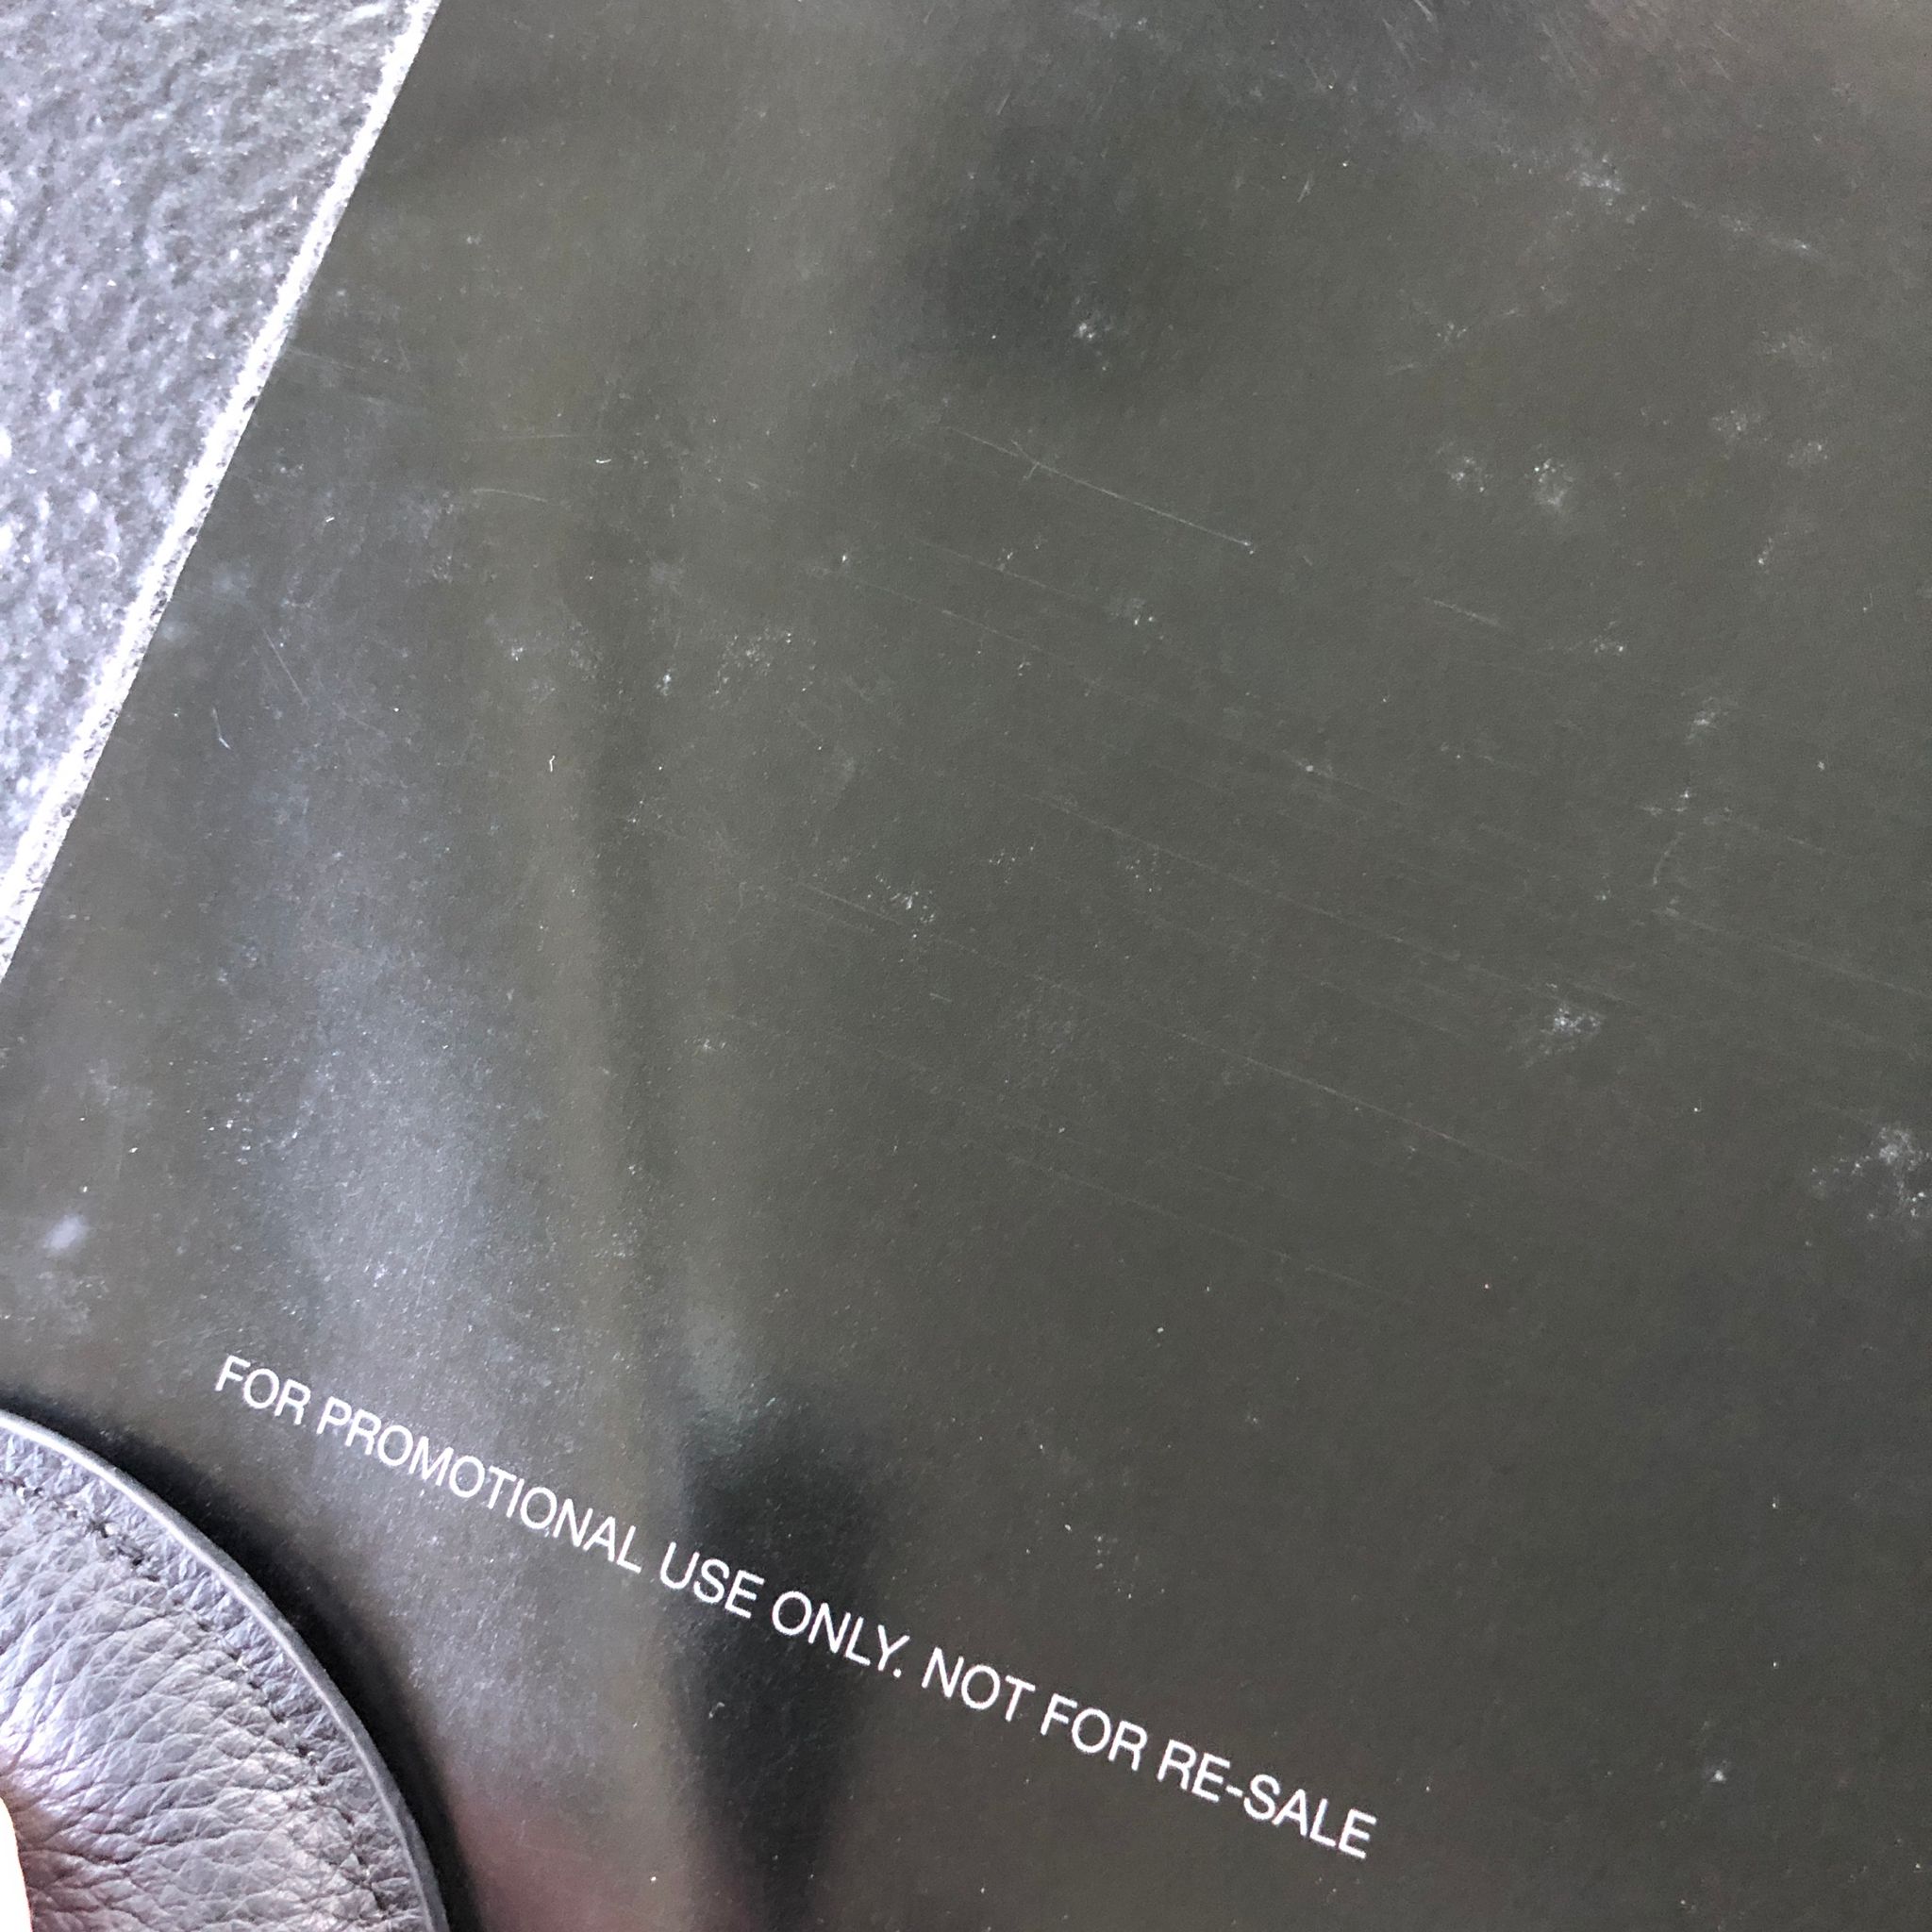 FOR PROMOTIONAL USE ONLY. NOT FOR RE-SALE